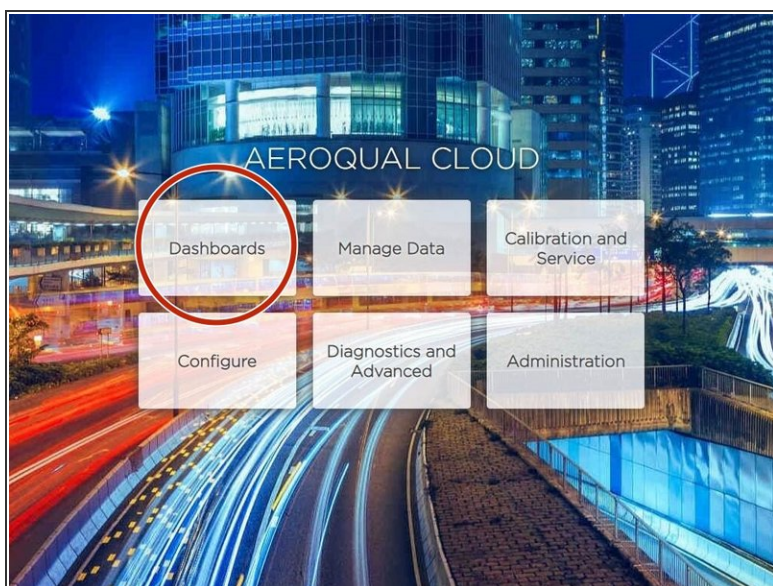 AEROQUAL CLOUD
Dashboards
Manage Data
Calibration and
Service
Configure
Diagnostics and
Advanced
Administration